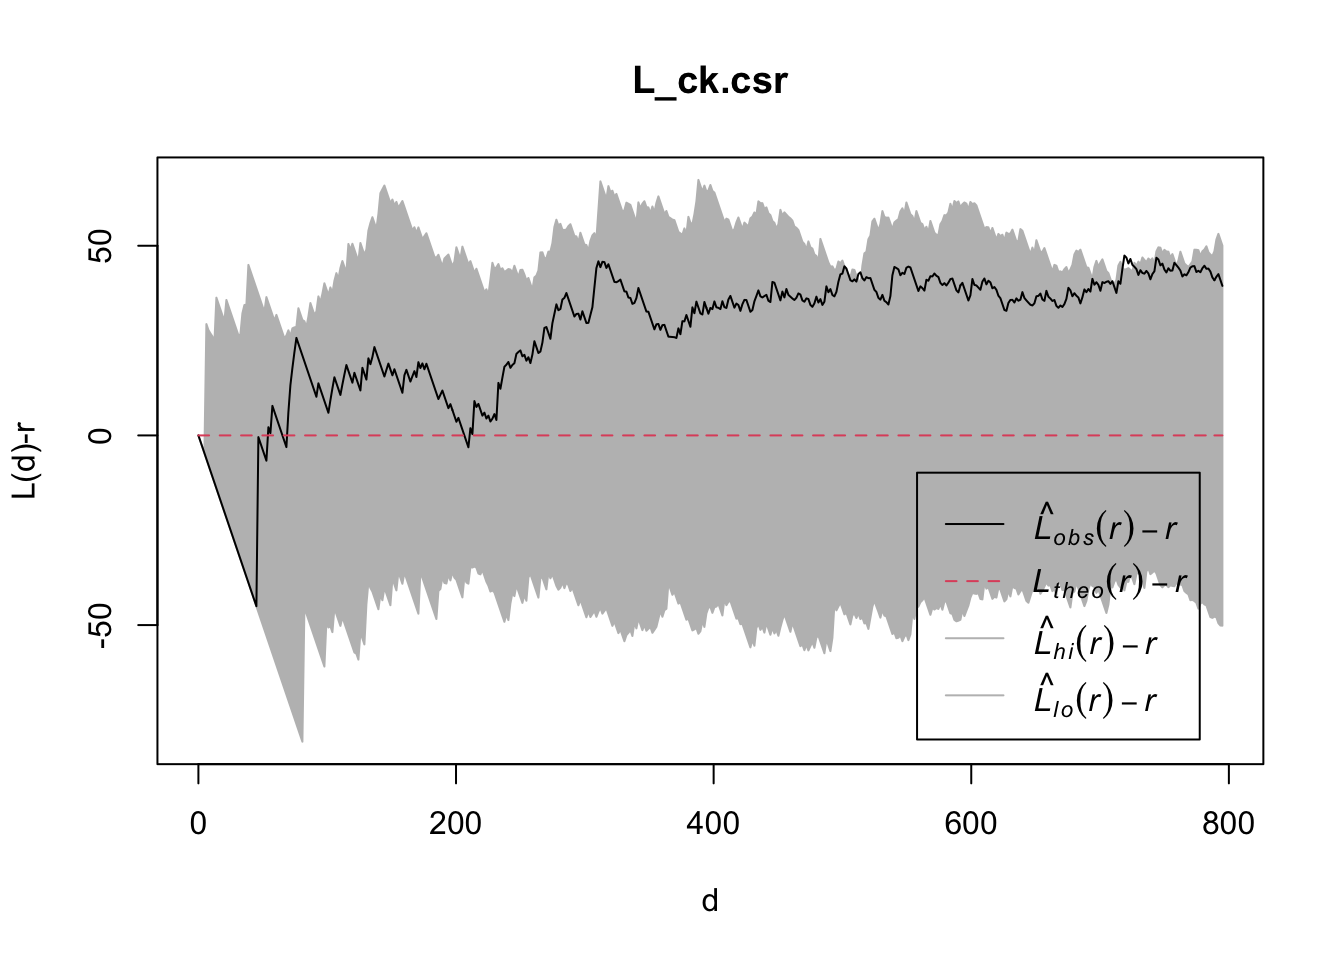 L_ck.csr
L(d)-r
50
0
-50
0 200 400 600 800
d
L̂obs(r) − r
Ltheo(r) − r
L̂hi(r) − r
L̂lo(r) − r